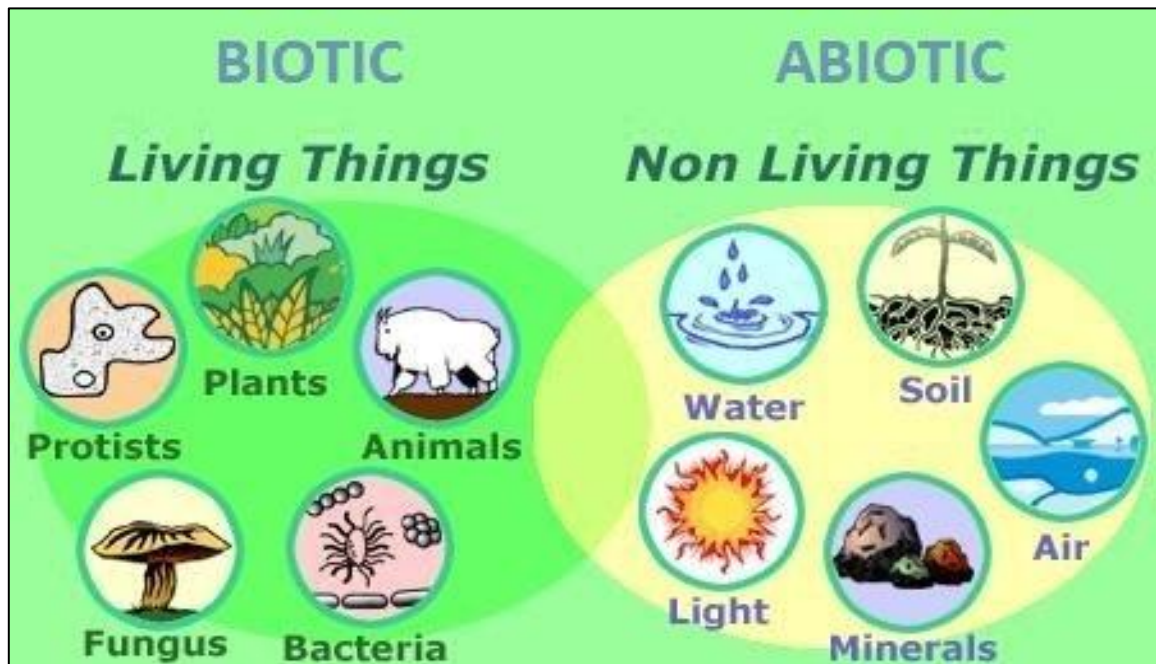 BIOTIC
ABIOTIC
Living Things
Non Living Things
Plants
Protists
Animals
Fungus
Bacteria
Water
Soil
Light
Minerals
Air